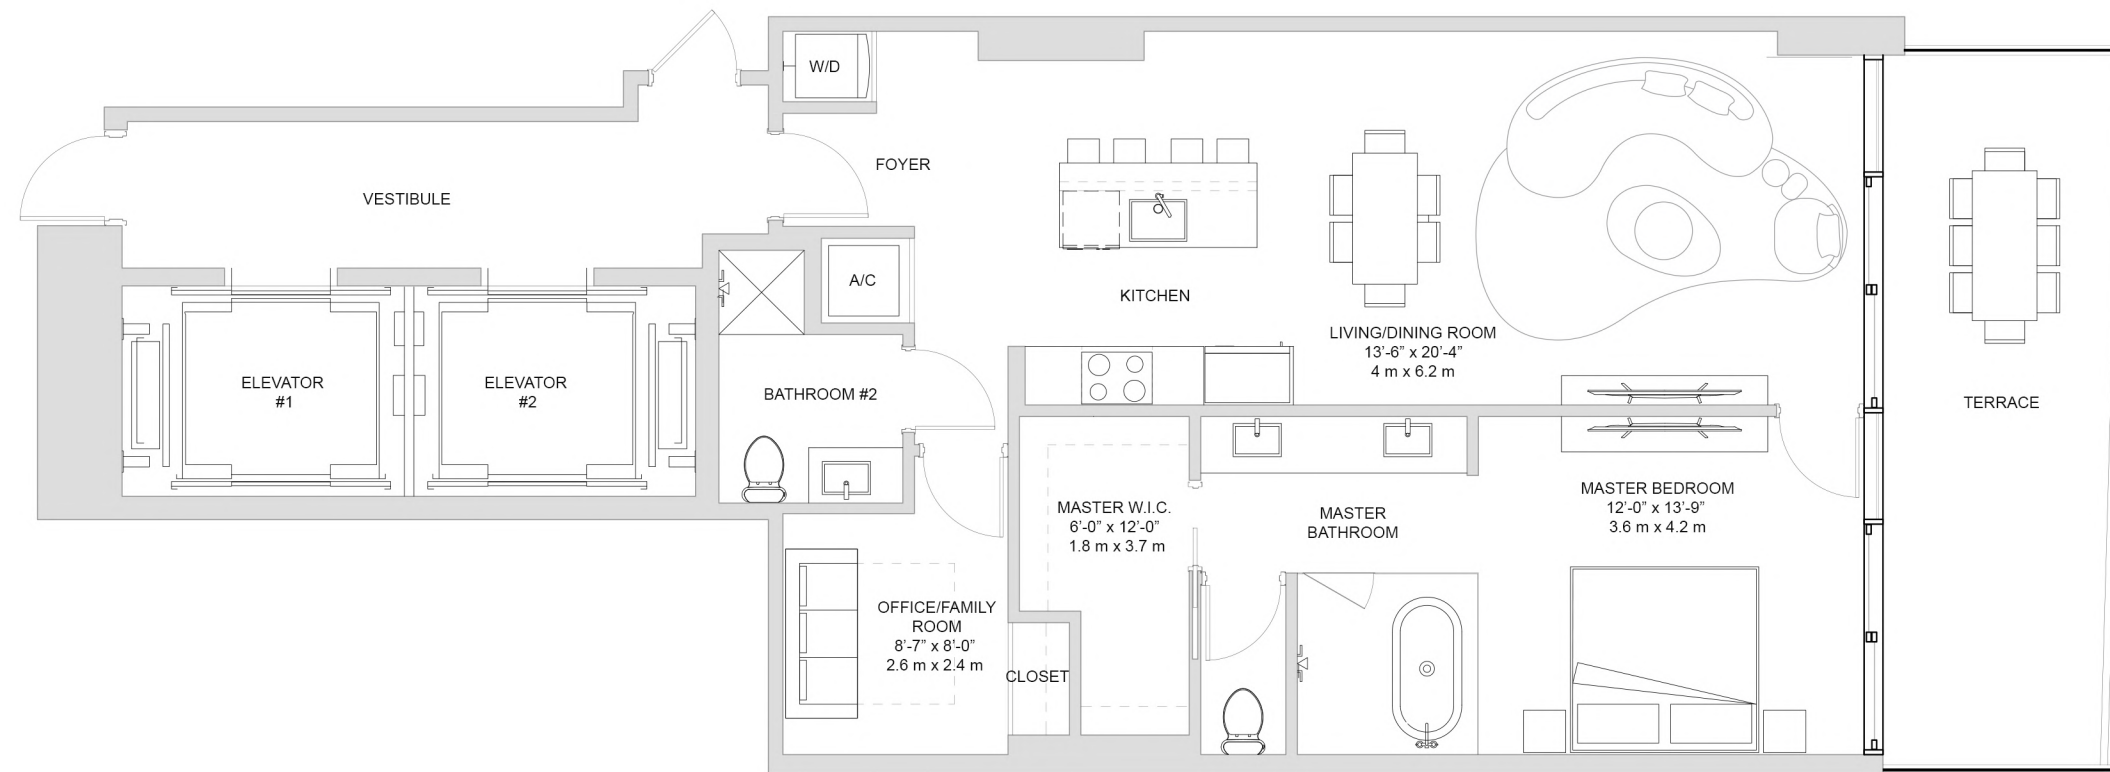 W/D
FOYER
VESTIBULE
A/C
KITCHEN
LIVING/DINING ROOM
13'-6” x 20'-4”
4 m x 6.2 m
ELEVATOR
#1
ELEVATOR
#2
BATHROOM #2
TERRACE
MASTER W.I.C.
6'-0” x 12'-0”
1.8 m x 3.7 m
MASTER
BATHROOM
MASTER BEDROOM
12'-0” x 13'-9”
3.6 m x 4.2 m
OFFICE/FAMILY
ROOM
8'-7” x 8'-0”
2.6 m x 2.4 m
CLOSET